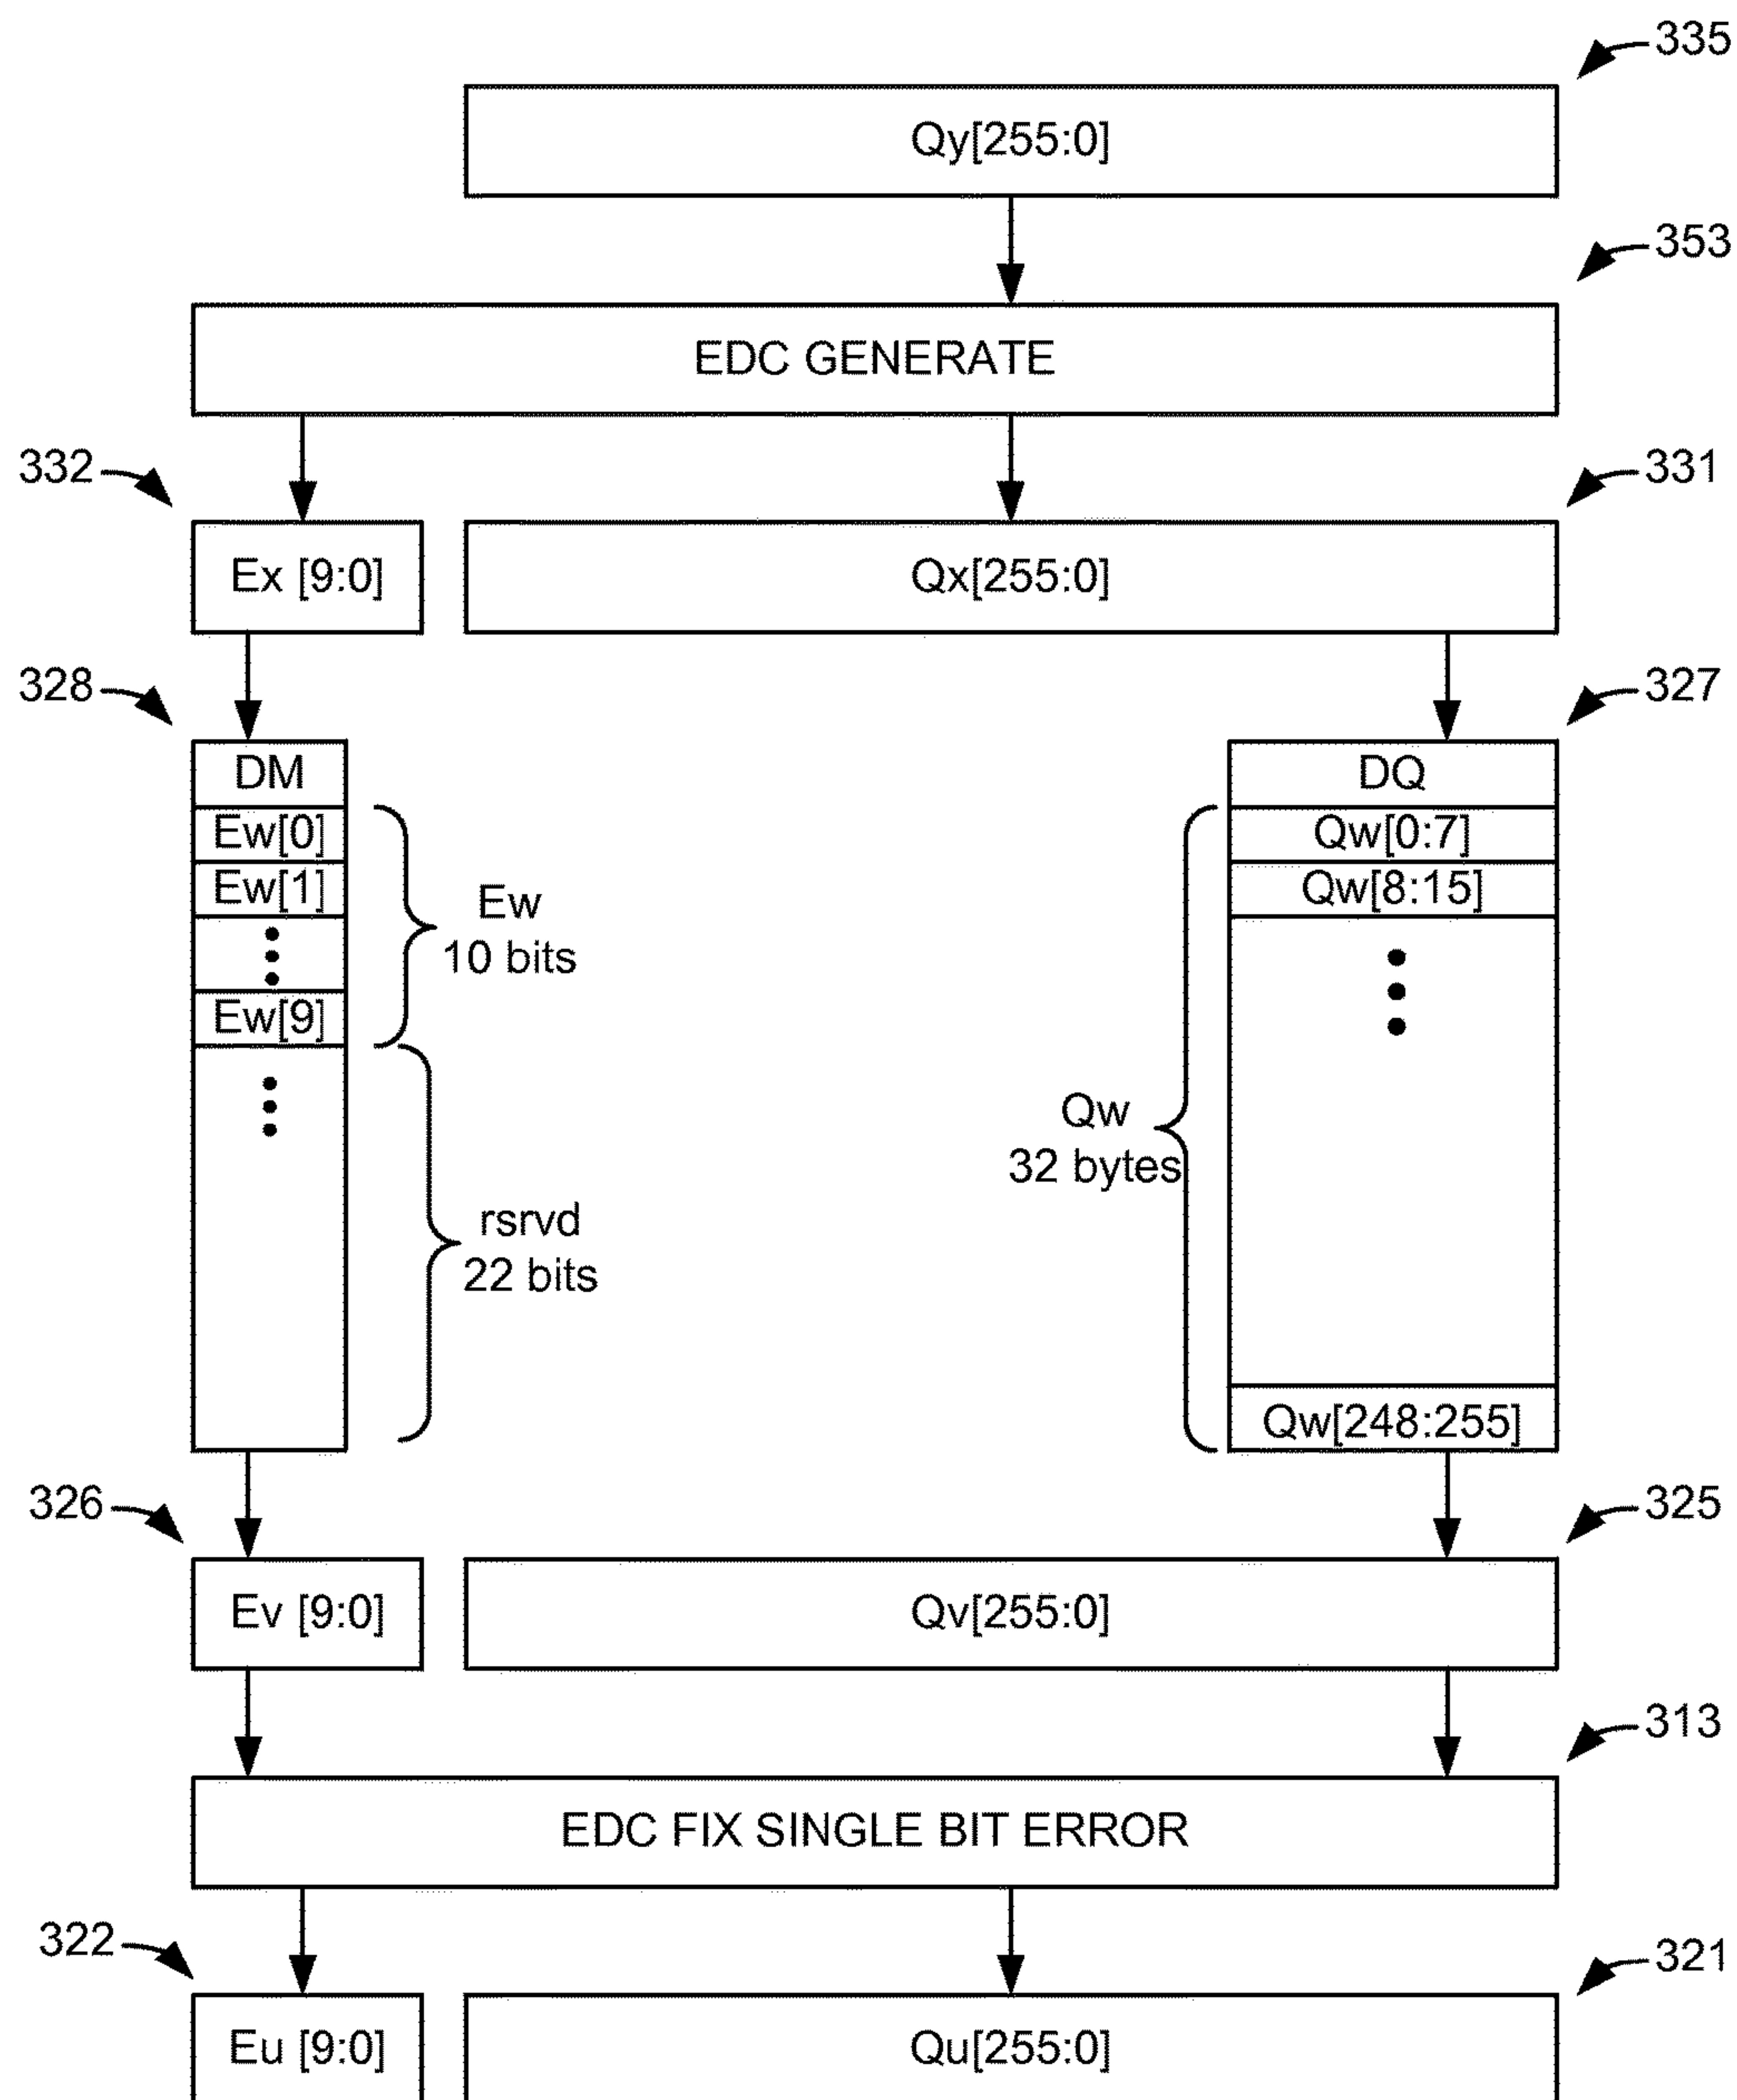 335
Qy[255:0]
353
EDC GENERATE
332
331
Ex [9:0]
Qx[255:0]
328
327
DM
DQ
Ew[0]
Qw[0:7]
Ew[1]
Qw[8:15]
Ew
10 bits
Ew[9]
Qw
32 bytes
rsrvd
22 bits
Qw[248:255]
326
325
Ev [9:0]
Qv[255:0]
313
EDC FIX SINGLE BIT ERROR
322
321
Eu [9:0]
Qu[255:0]